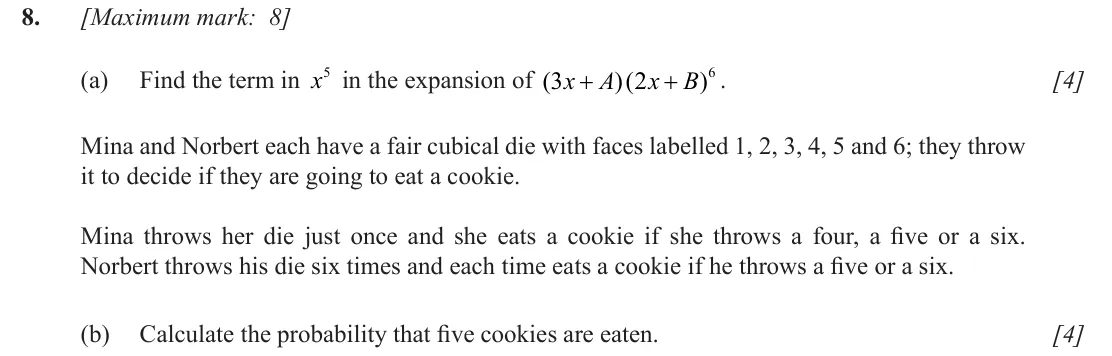 8. [Maximum mark: 8]
(a) Find the term in x⁵ in the expansion of (3x + A)(2x + B)⁶. [4]
Mina and Norbert each have a fair cubical die with faces labelled 1, 2, 3, 4, 5 and 6; they throw
it to decide if they are going to eat a cookie.
Mina throws her die just once and she eats a cookie if she throws a four, a five or a six.
Norbert throws his die six times and each time eats a cookie if he throws a five or a six.
(b) Calculate the probability that five cookies are eaten. [4]